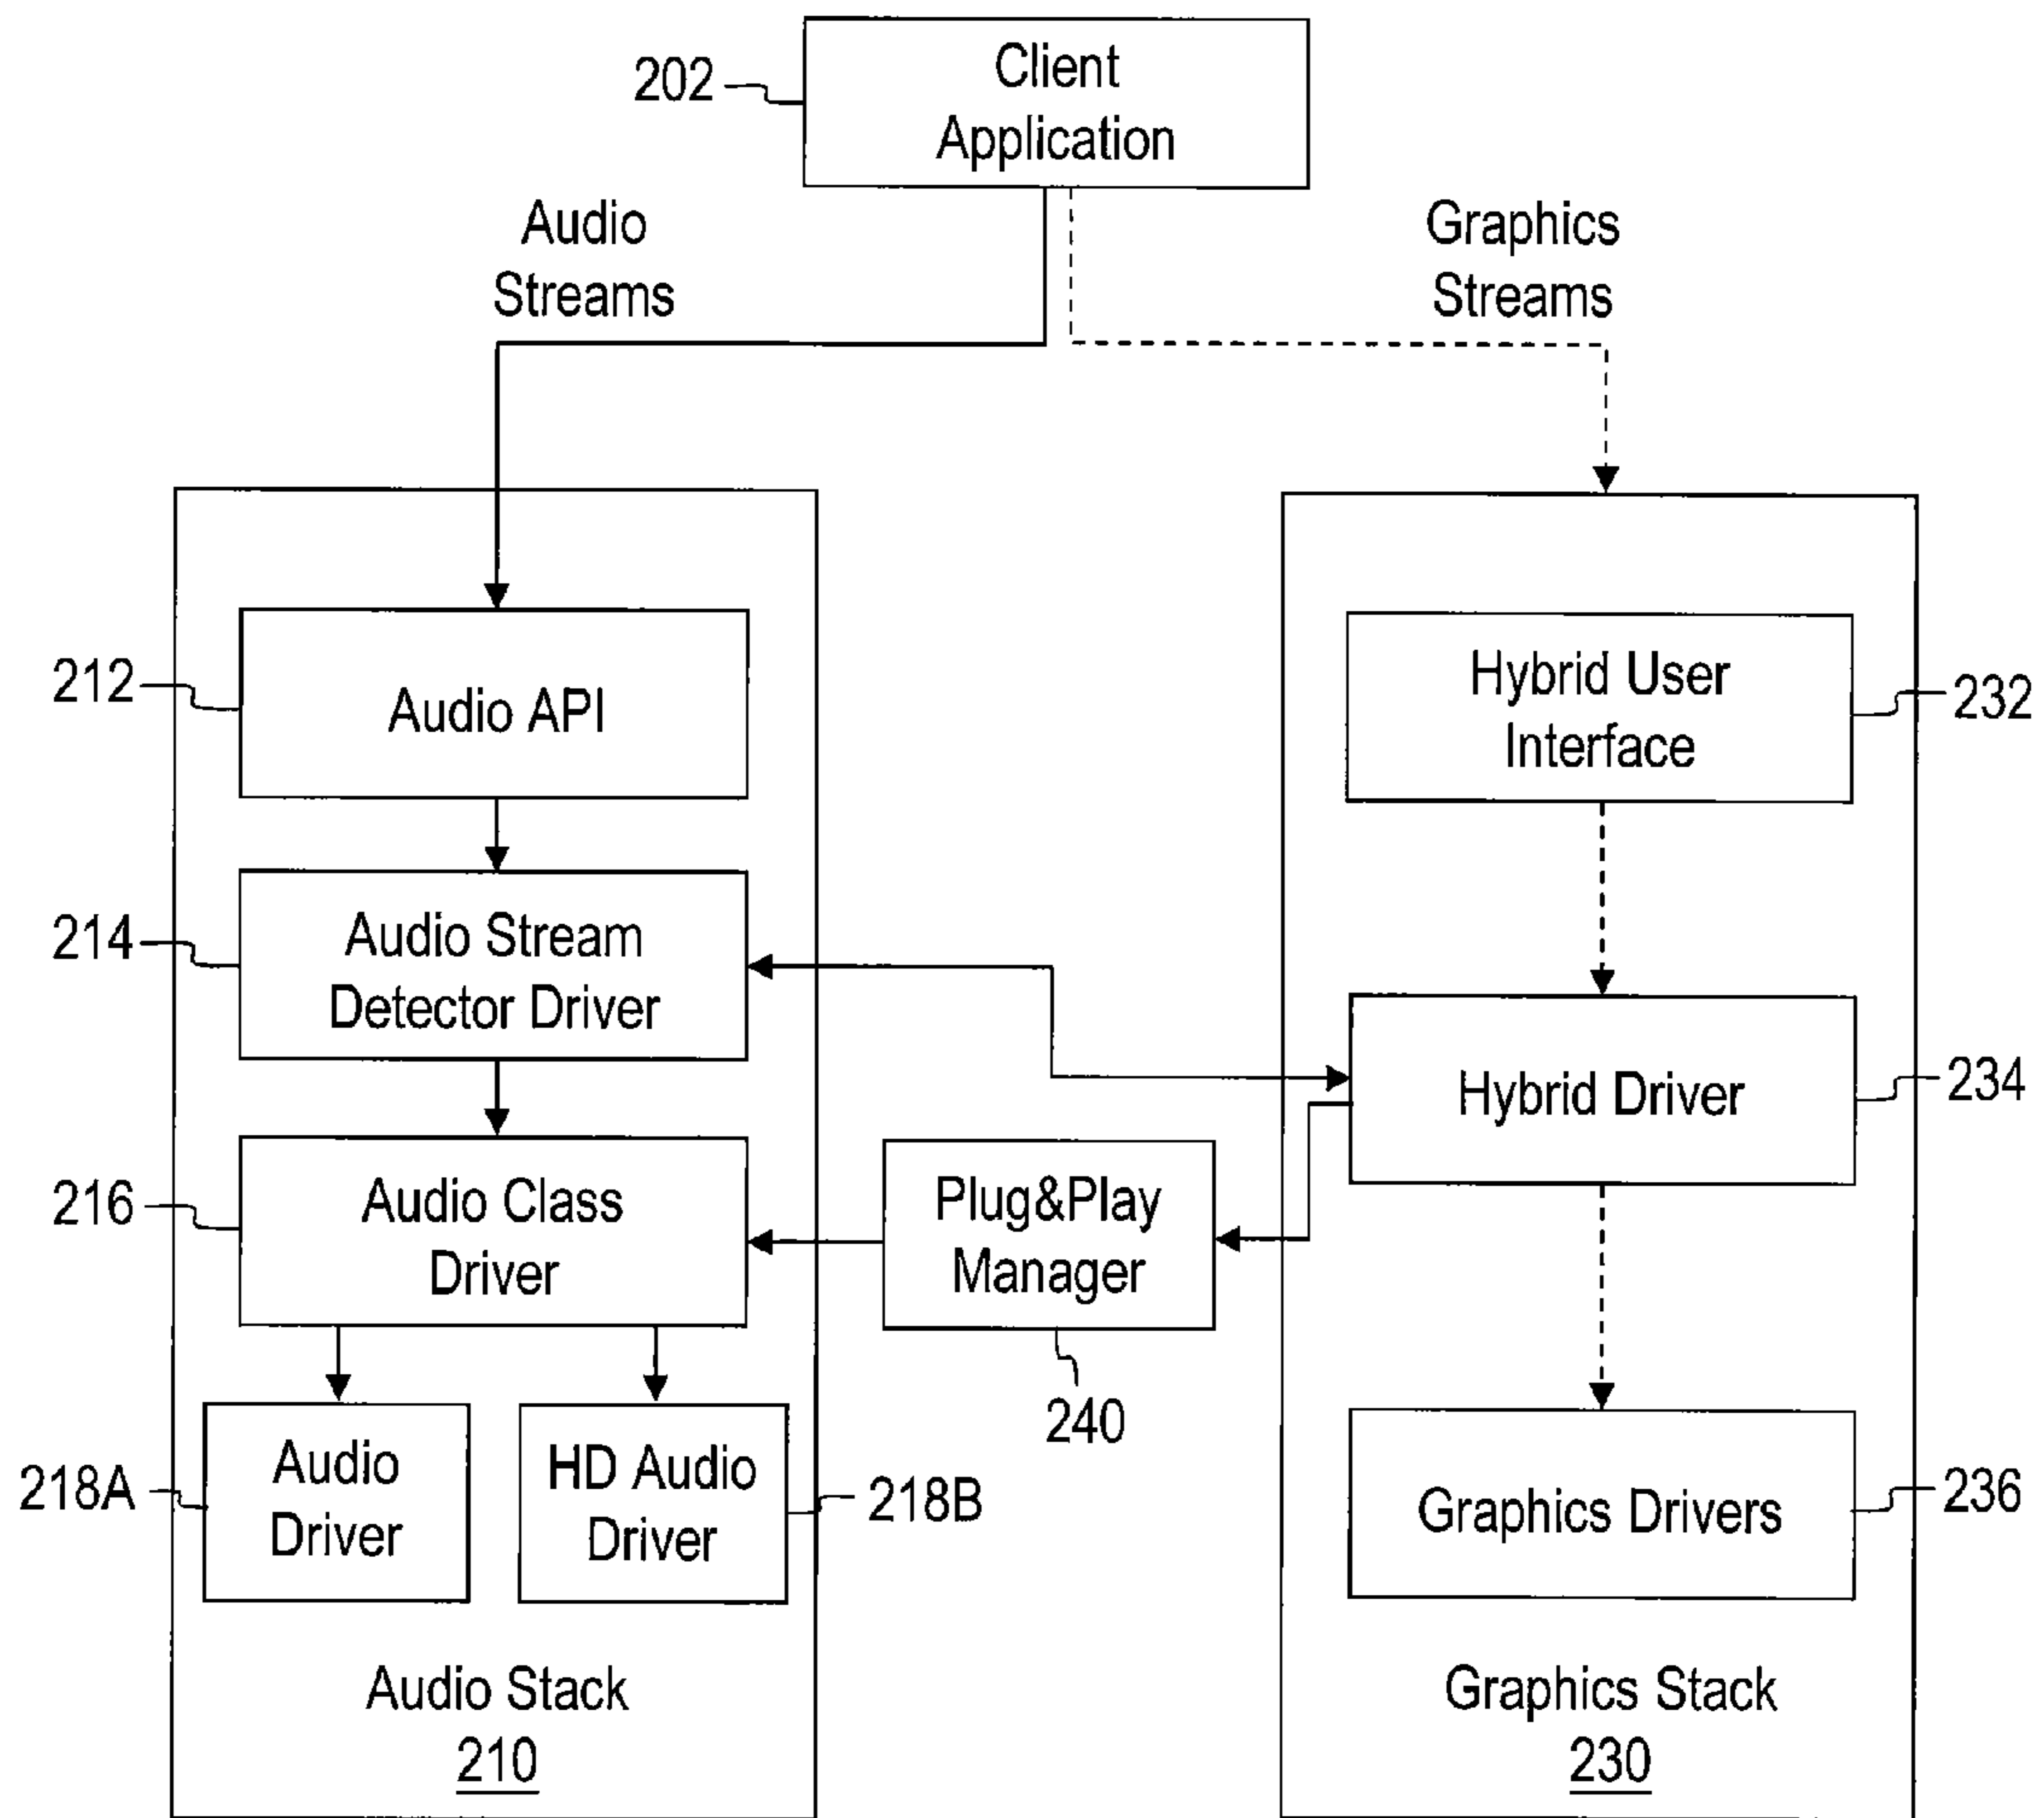 Client
Application
202
Audio
Streams
Graphics
Streams
212
Audio API
Hybrid User
Interface
232
214
Audio Stream
Detector Driver
Hybrid Driver
234
216
Audio Class
Driver
Plug&Play
Manager
240
218A
Audio
Driver
HD Audio
Driver
218B
Graphics Drivers
236
Audio Stack
210
Graphics Stack
230